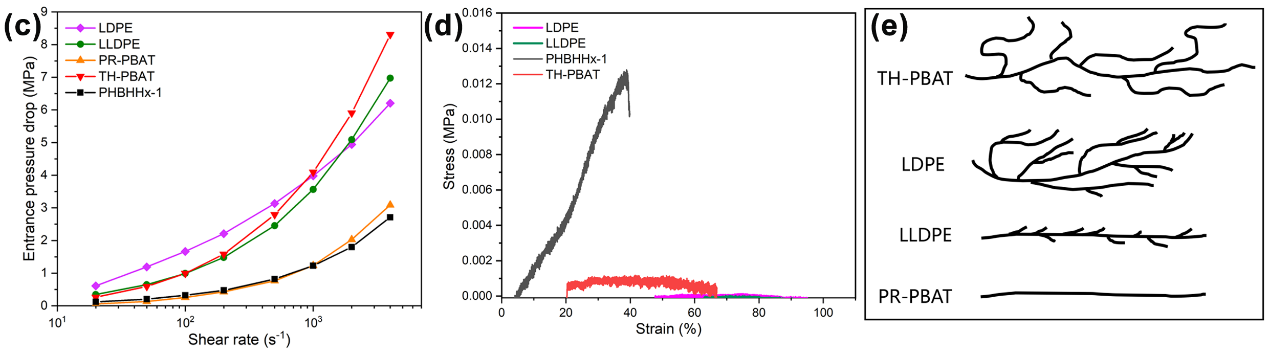 (c)
Entrance pressure drop (MPa)
9
8
7
6
5
4
3
2
1
0
LDPE
LLDPE
PR-PBAT
TH-PBAT
PHBHHx-1
10¹
10²
10³
Shear rate (s⁻¹)
(d)
Stress (MPa)
0.016
0.014
0.012
0.010
0.008
0.006
0.004
0.002
0.000
LDPE
LLDPE
PHBHHx-1
TH-PBAT
0
20
40
60
80
100
Strain (%)
(e)
TH-PBAT
LDPE
LLDPE
PR-PBAT